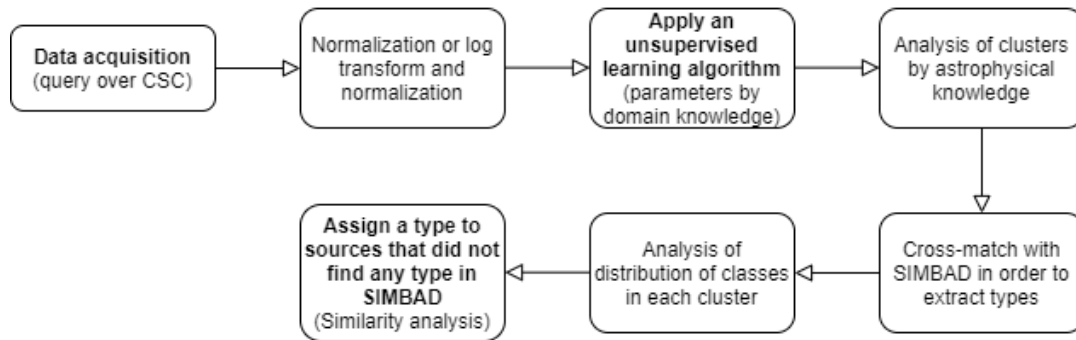 Data acquisition
(query over CSC)
Normalization or log
transform and
normalization
Apply an
unsupervised
learning algorithm
(parameters by
domain knowledge)
Analysis of clusters
by astrophysical
knowledge
Cross-match with
SIMBAD in order to
extract types
Analysis of
distribution of classes
in each cluster
Assign a type to
sources that did not
find any type in
SIMBAD
(Similarity analysis)